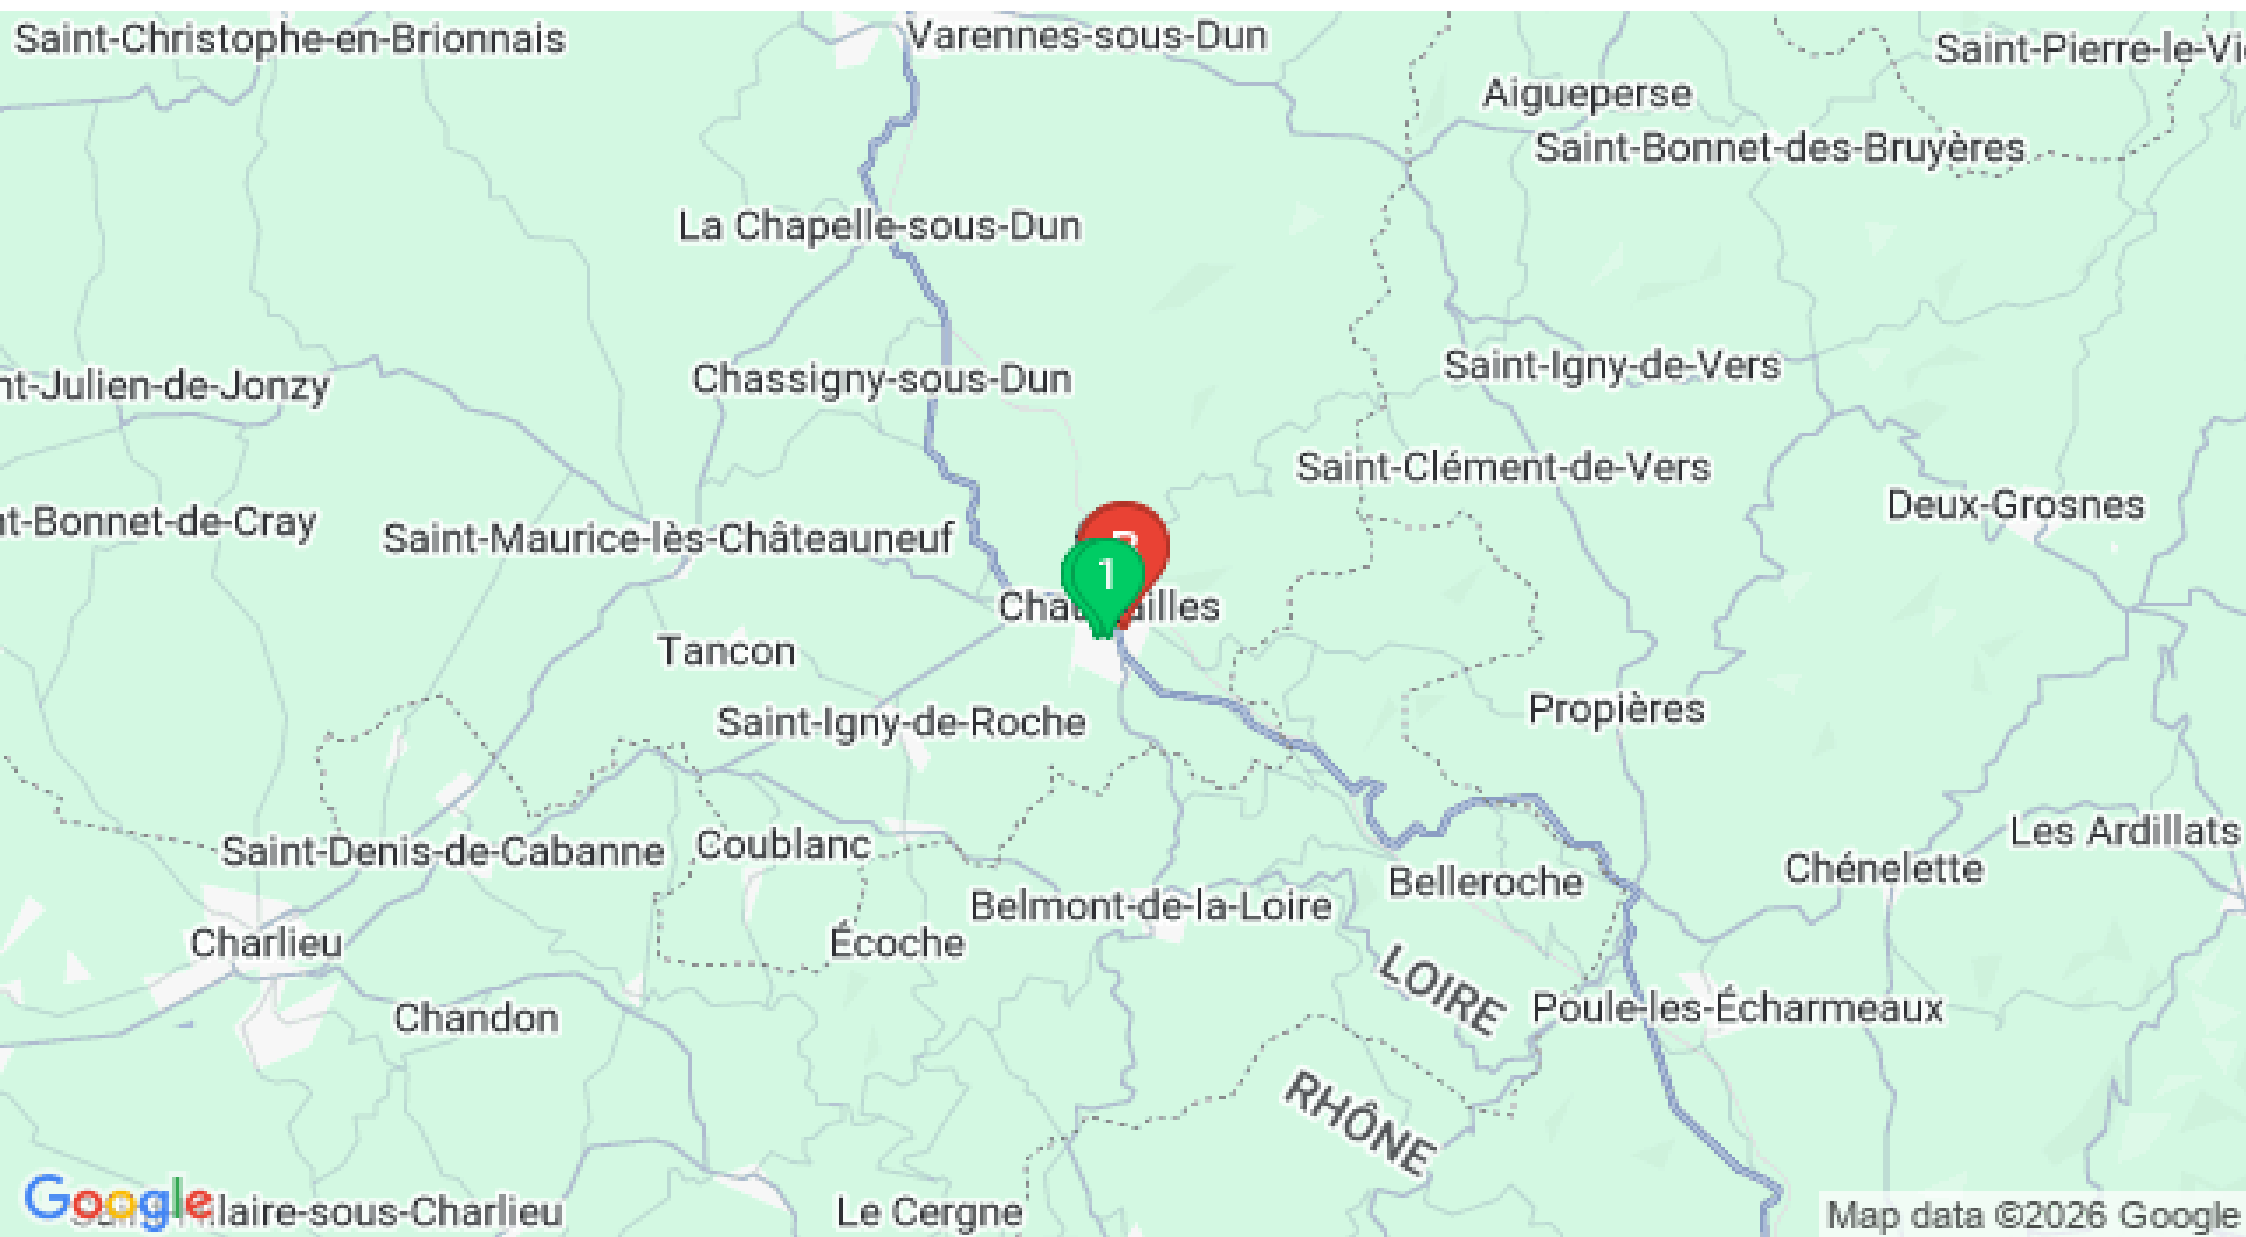 Saint-Christophe-en-Brionnais
Varennes-sous-Dun
Saint-Pierre-le-Vi
Aigueperse
Saint-Bonnet-des-Bruyères
La Chapelle-sous-Dun
Saint-Igny-de-Vers
nt-Julien-de-Jonzy
Chassigny-sous-Dun
Saint-Clément-de-Vers
Deux-Grosnes
nt-Bonnet-de-Cray
Saint-Maurice-lès-Châteauneuf
1
Tancon
Propières
Saint-Igny-de-Roche
Les Ardillats
Saint-Denis-de-Cabanne
Coublanc
Chénelette
Belleroche
Belmont-de-la-Loire
Charlieu
Écoche
LOIRE
Chandon
Poule-les-Écharmeaux
RHÔNE
Google
laire-sous-Charlieu
Le Cergne
Map data ©2026 Google